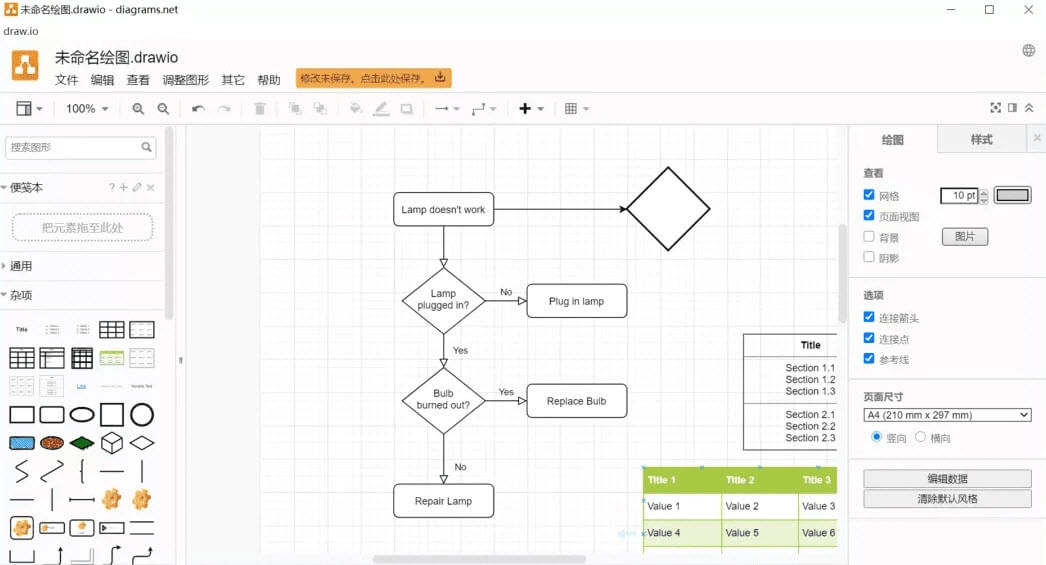 未命名绘图.drawio - diagrams.net
draw.io
未命名绘图.drawio
文件 编辑 查看 调整图形 其它 帮助
修改未保存。点击此处保存。
100%
搜索图形
便笺本
?
把元素拖至此处
通用
杂项
Title
Link
Lamp doesn't work
Lamp
plugged in?
No
Plug in lamp
Yes
Bulb
burned out?
Yes
Replace Bulb
No
Repair Lamp
Title
Section 1.1
Section 1.2
Section 1.3
Section 2.1
Section 2.2
Section 2.3
Title 1 Title 2 Title 3
Value 1 Value 2 Value 3
Value 4 Value 5 Value 6
绘图 样式
查看
网格 10 pt
页面视图
背景 图片
阴影
选项
连接箭头
连接点
参考线
页面尺寸
A4 (210 mm x 297 mm)
竖向 横向
编辑数据
清除默认风格